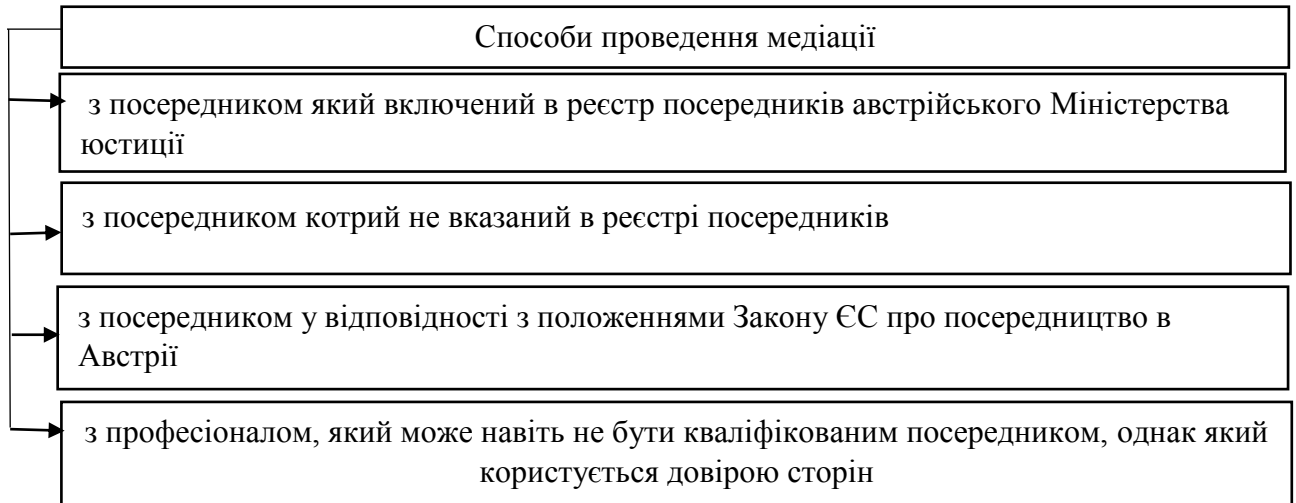 Способи проведення медіації
з посередником який включений в реєстр посередників австрійського Міністерства
юстиції
з посередником котрий не вказаний в реєстрі посередників
з посередником у відповідності з положеннями Закону ЄС про посередництво в
Австрії
з професіоналом, який може навіть не бути кваліфікованим посередником, однак який
користується довірою сторін